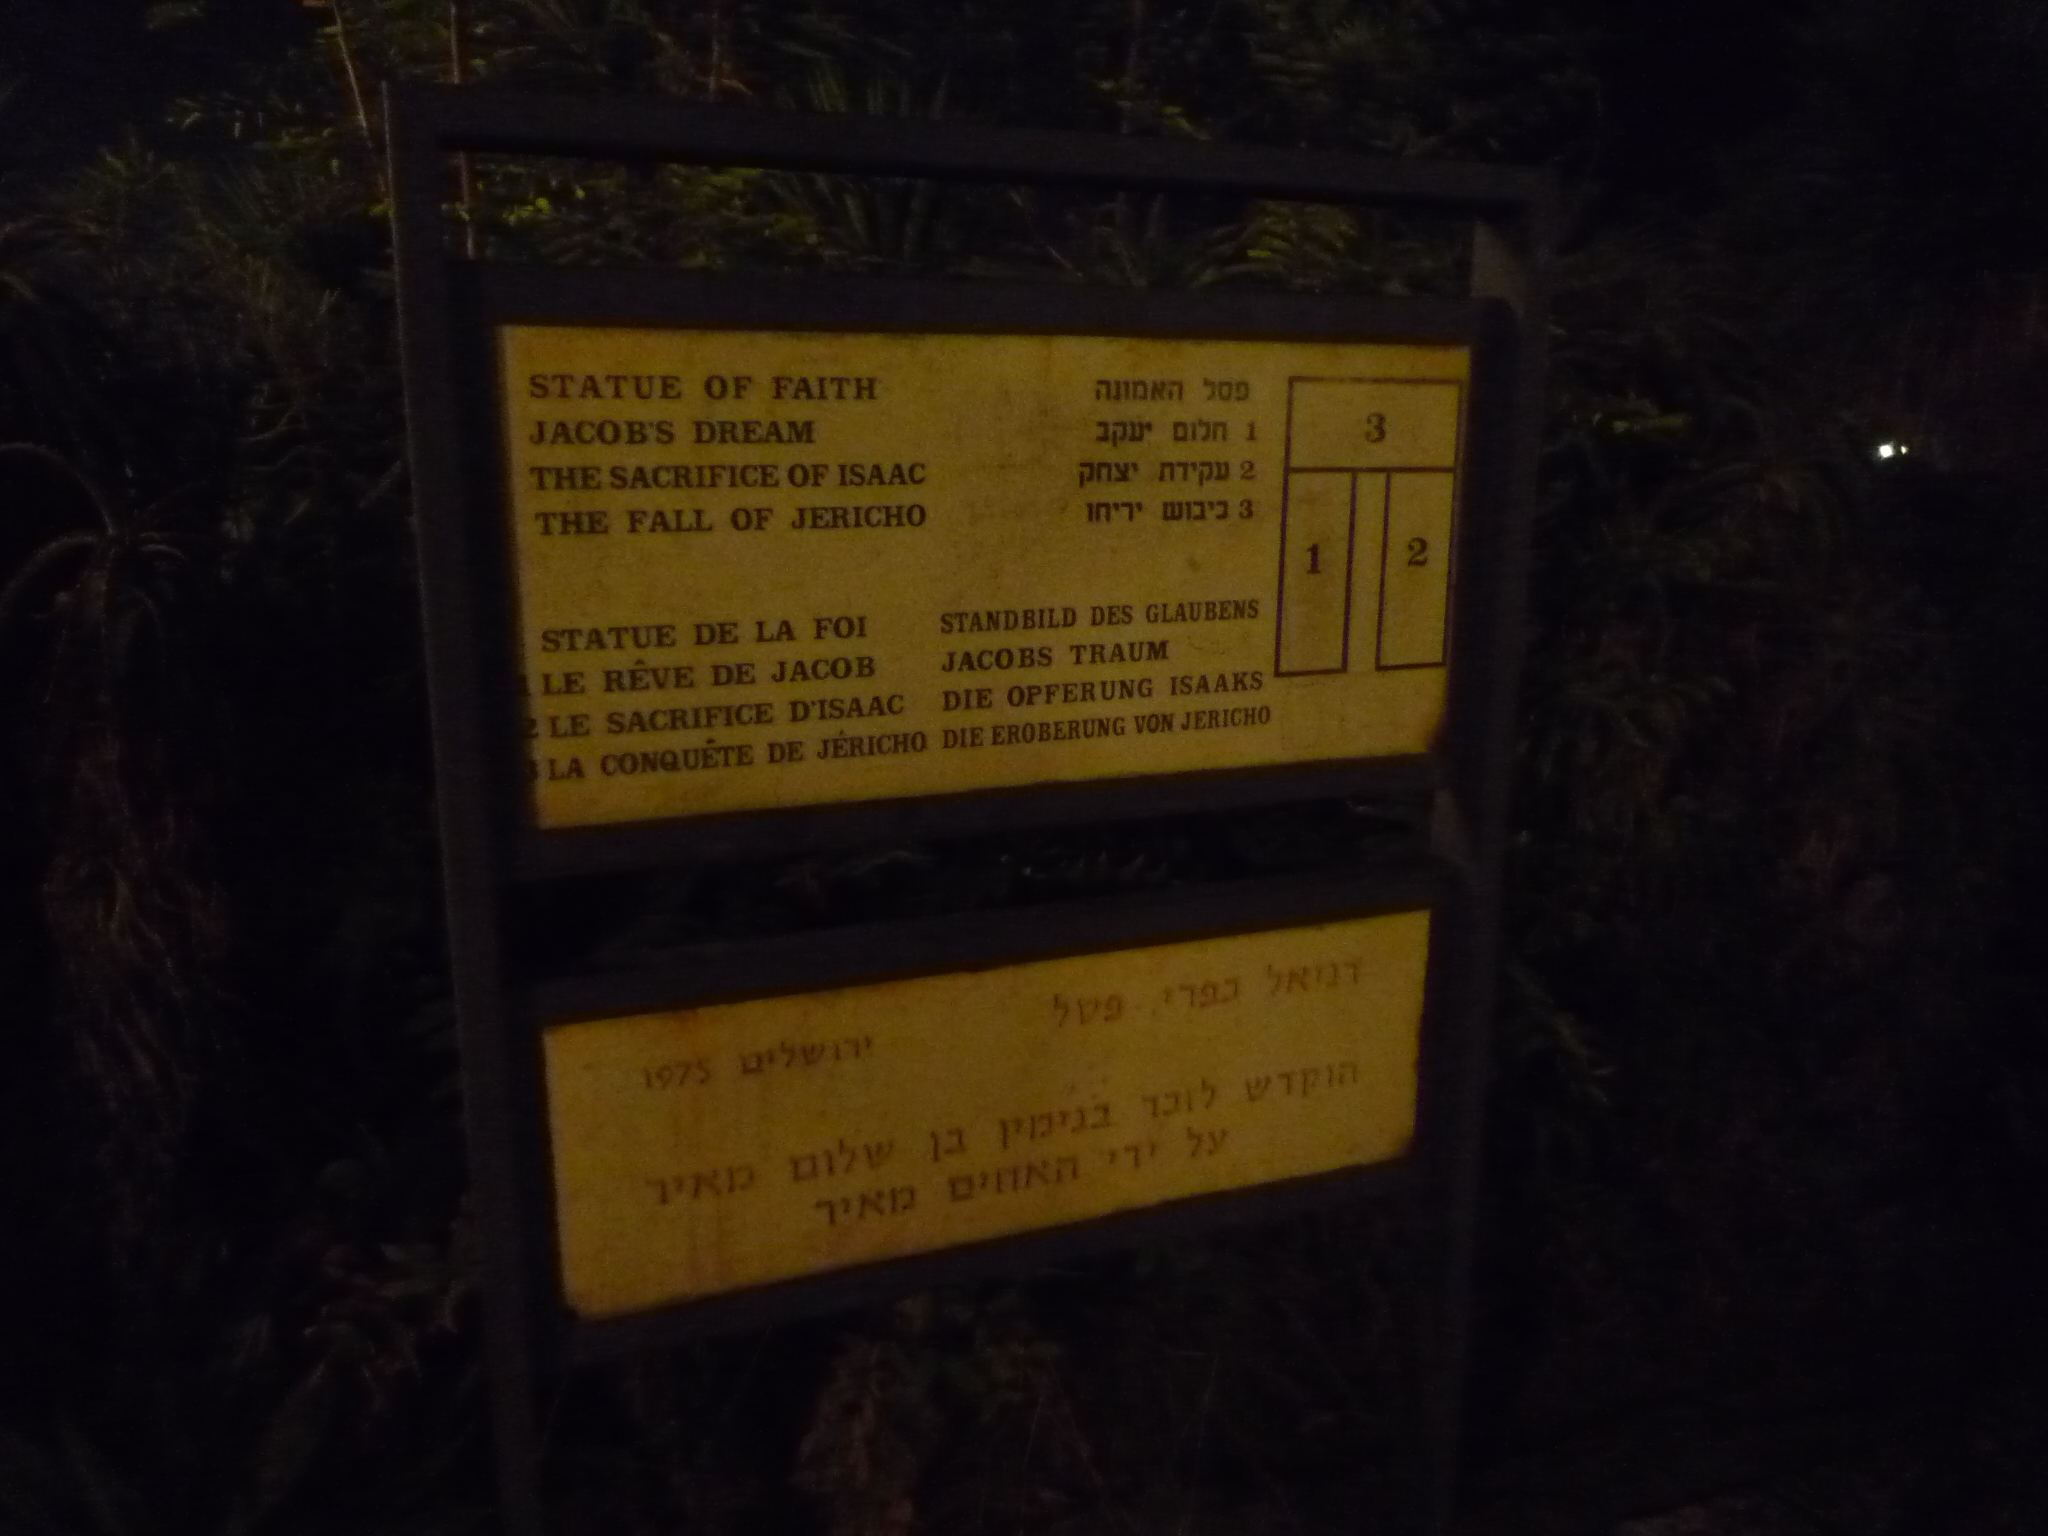 STATUE OF FAITH
JACOB'S DREAM
THE SACRIFICE OF ISAAC
THE FALL OF JERICHO
פסל האמונה
1 חלום יעקב
2 עקידת יצחק
3 כיבוש יריחו
3
1 2
STATUE DE LA FOI
1 LE RÊVE DE JACOB
2 LE SACRIFICE D'ISAAC
3 LA CONQUÊTE DE JÉRICHO
STANDBILD DES GLAUBENS
JACOBS TRAUM
DIE OPFERUNG ISAAKS
DIE EROBERUNG VON JERICHO
דניאל כפרי, פסל
ירושלים 1975
הוקדש לזכר בנימין בן שלום מאיר
על ידי האחים מאיר